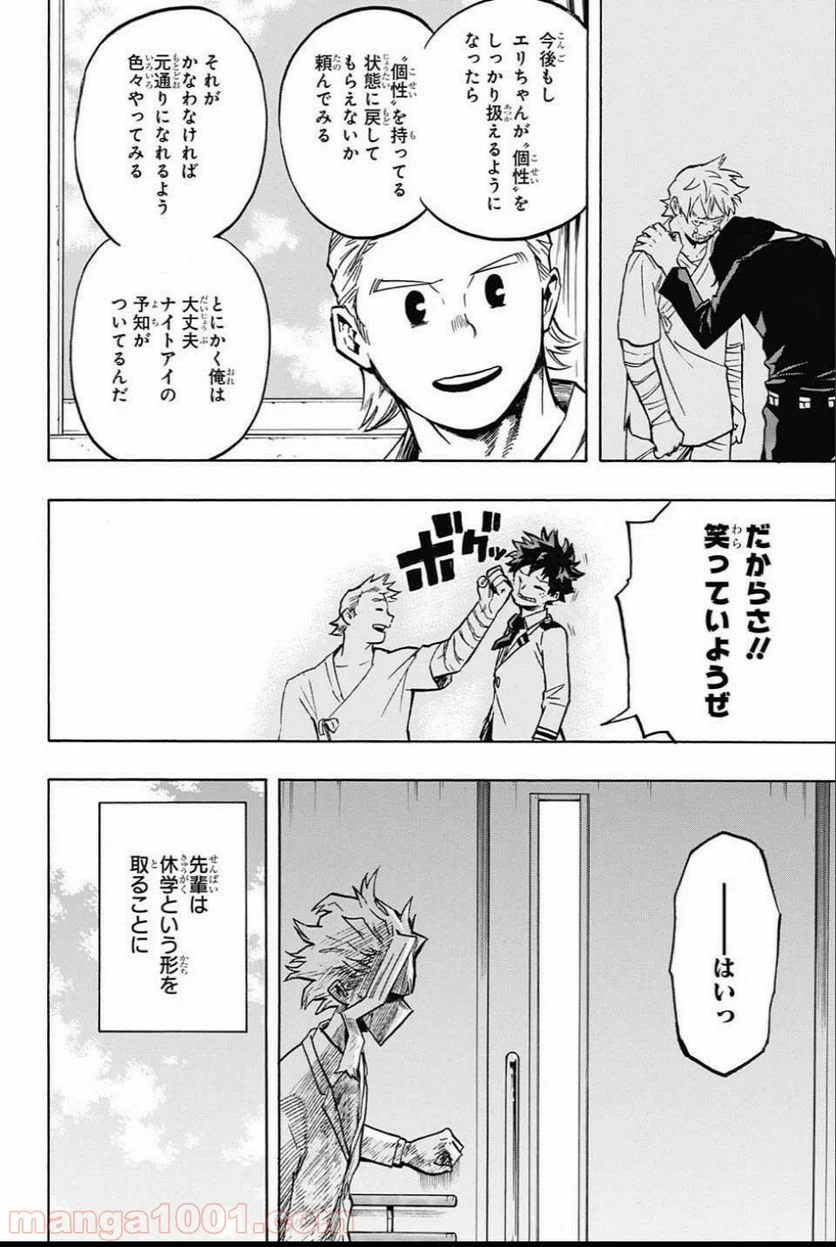 今後もし
エリちゃんが〝個性〟を
しっかり扱えるように
なったら
〝個性〟を持ってる
状態に戻して
もらえないか
頼んでみる
それが
かなわなければ
元通りになれるよう
色々やってみる
とにかく俺は
大丈夫
ナイトアイの
予知が
ついてるんだ
だからさ!!
笑っていようぜ
ボグッ
──はいっ
先輩は
休学という形を
取ることに
manga1001.com